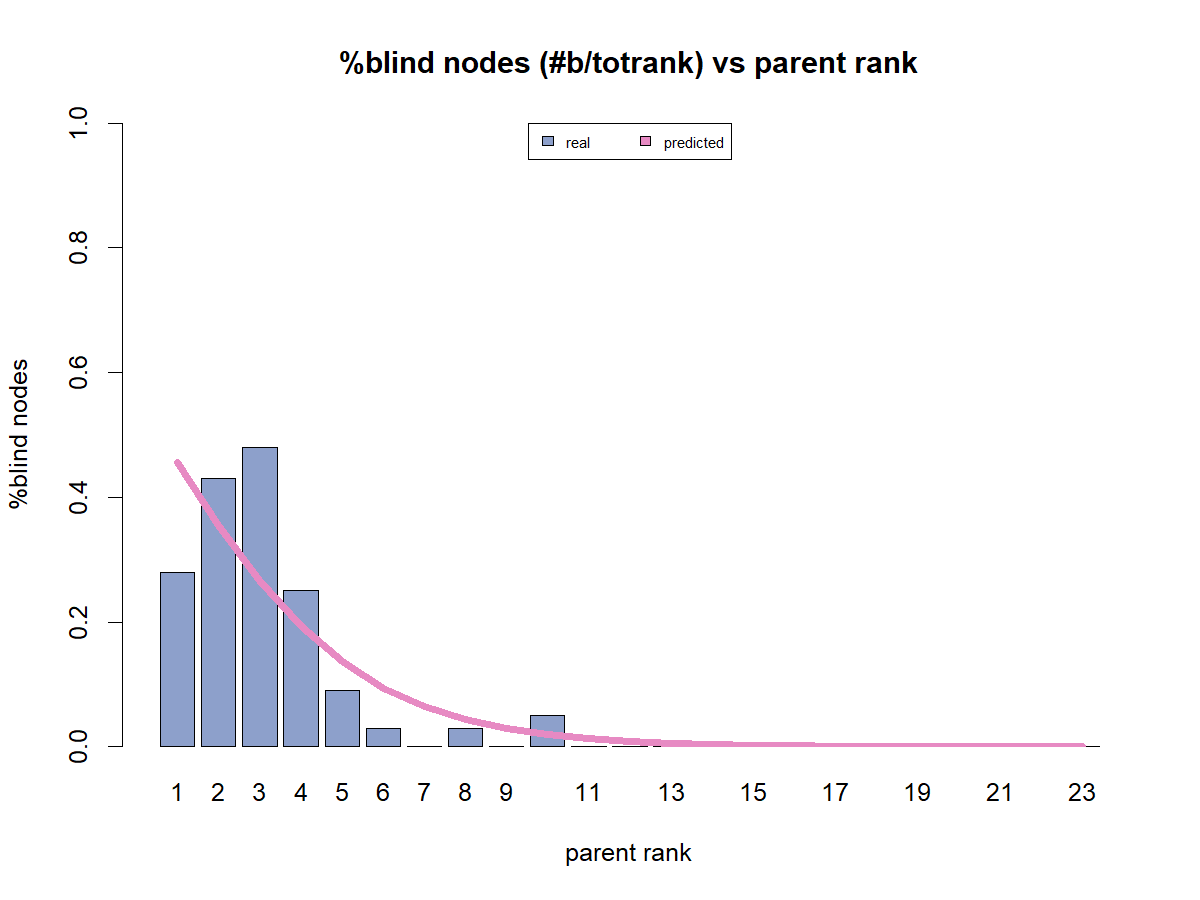 %blind nodes (#b/totrank) vs parent rank
real predicted
%blind nodes
1.0
0.8
0.6
0.4
0.2
0.0
1 2 3 4 5 6 7 8 9 11 13 15 17 19 21 23
parent rank